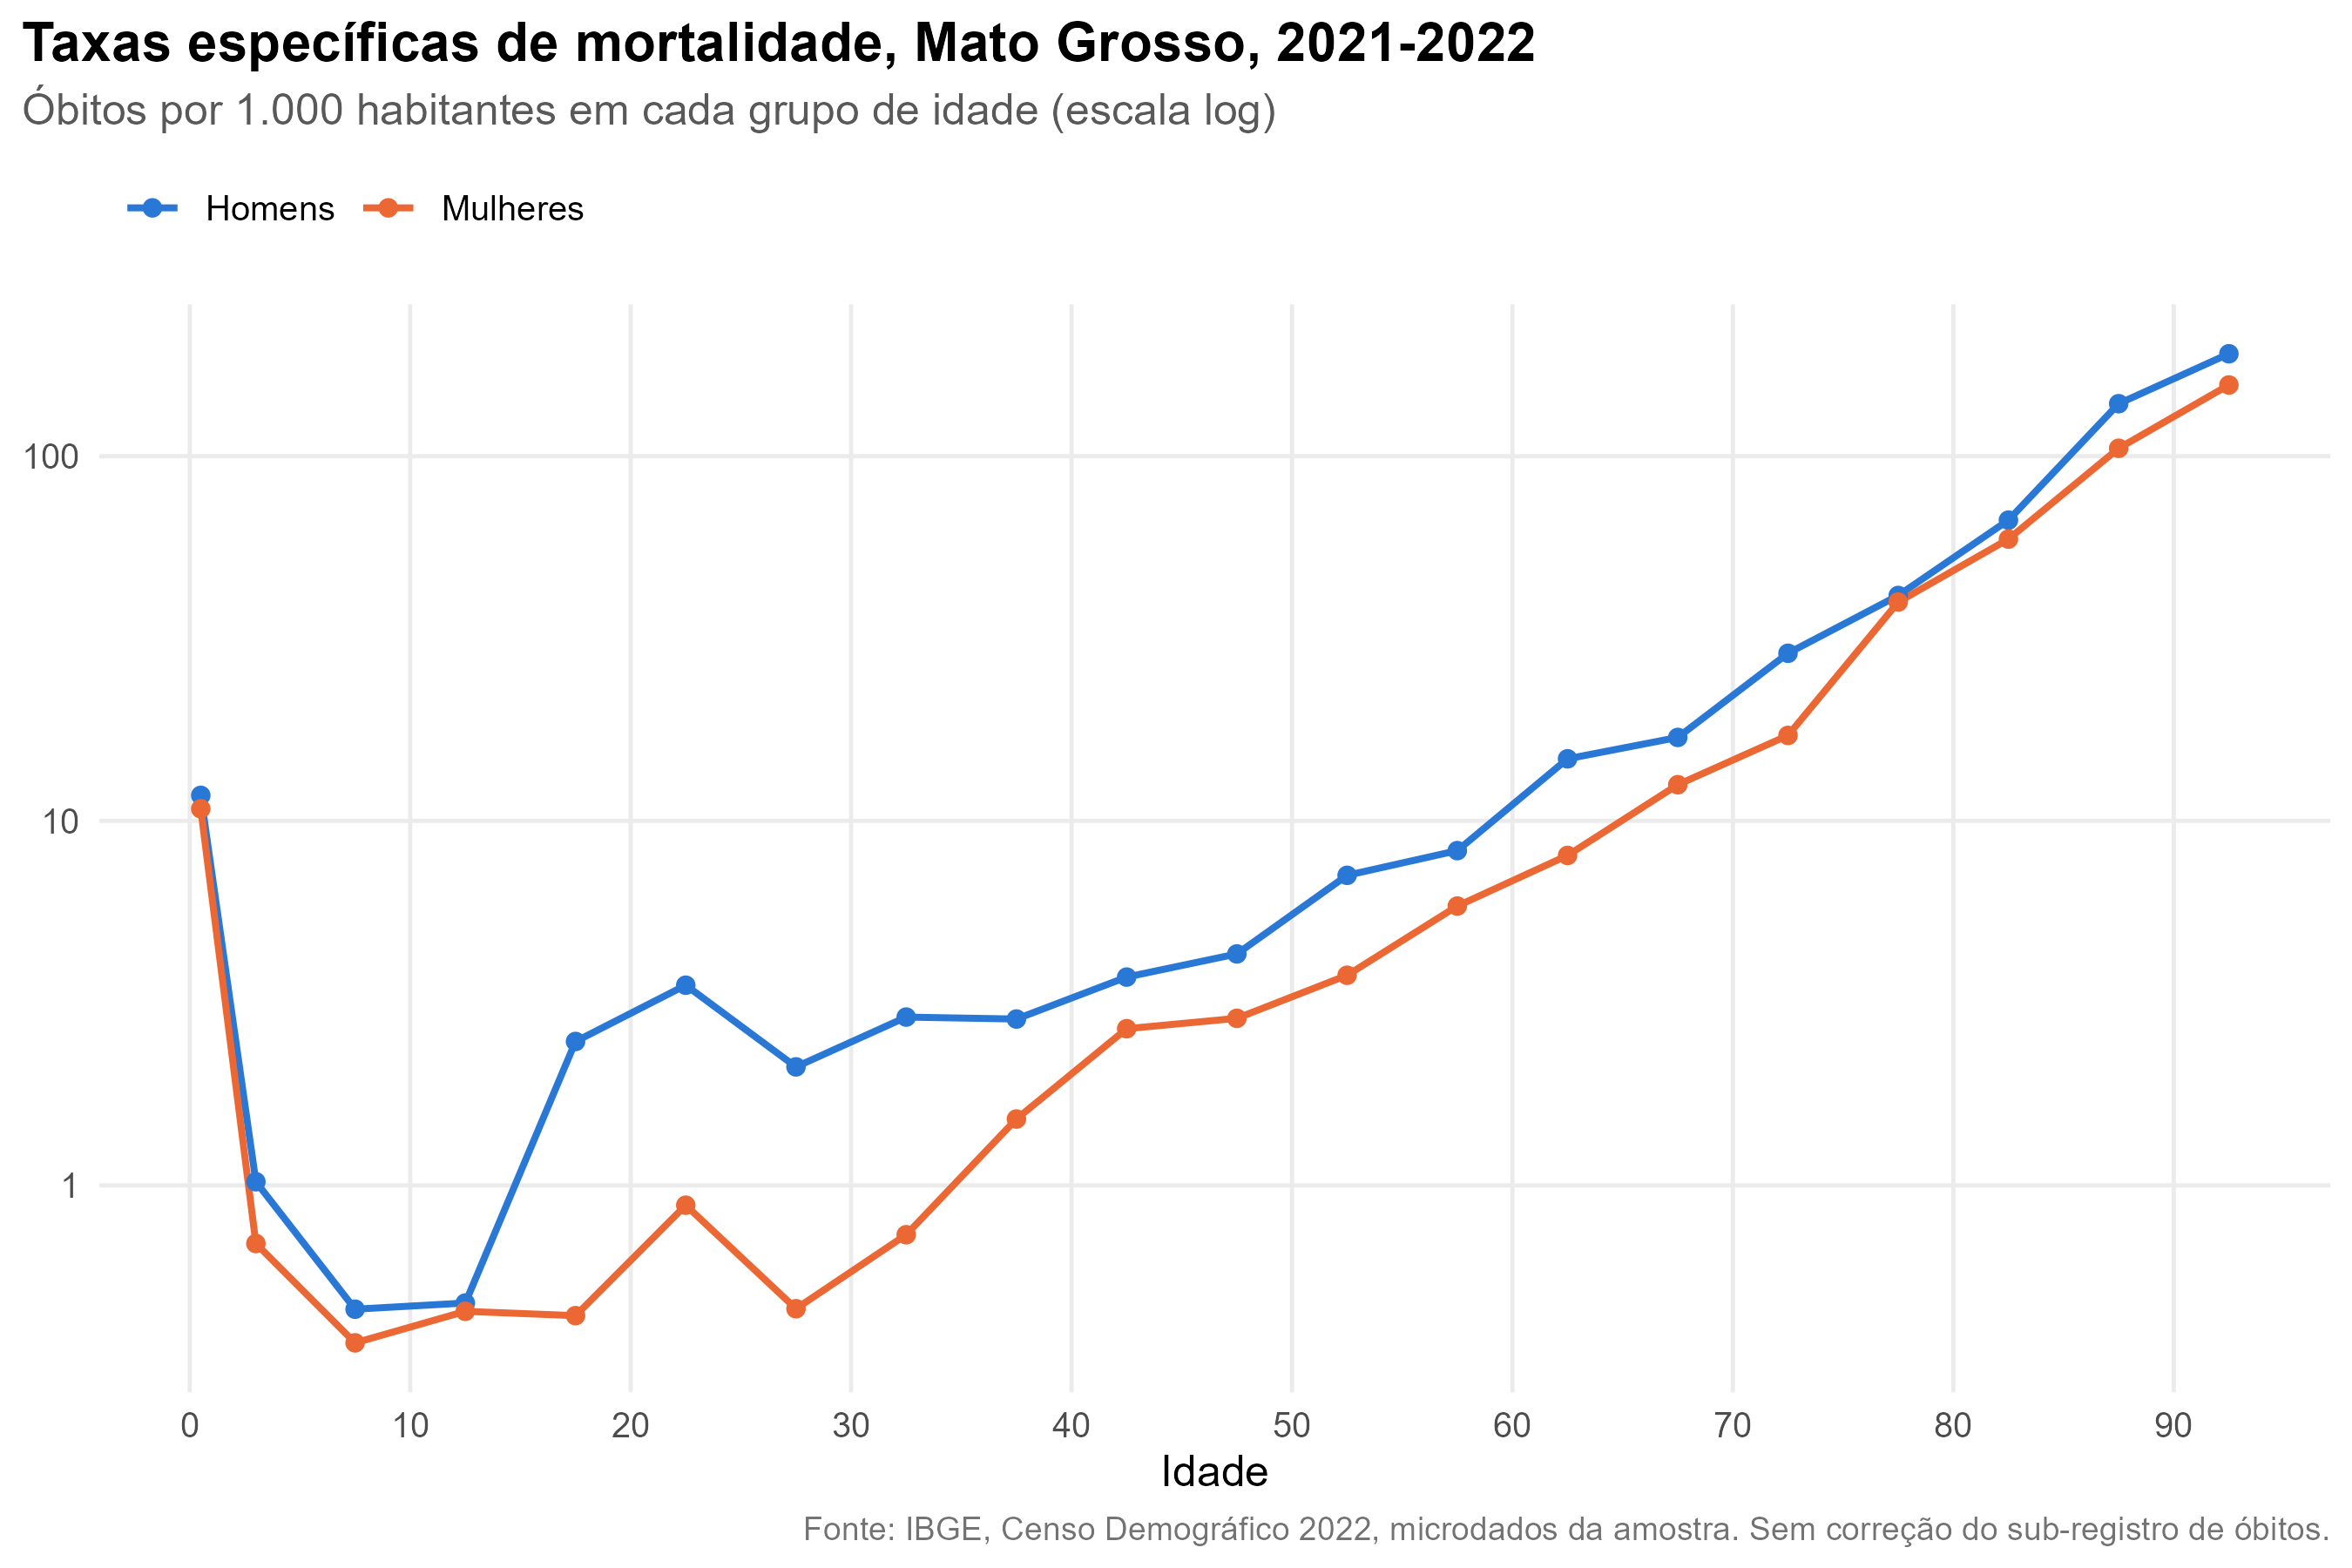 Taxas específicas de mortalidade, Mato Grosso, 2021-2022
Óbitos por 1.000 habitantes em cada grupo de idade (escala log)
Homens Mulheres
100
10
1
0 10 20 30 40 50 60 70 80 90
Idade
Fonte: IBGE, Censo Demográfico 2022, microdados da amostra. Sem correção do sub-registro de óbitos.